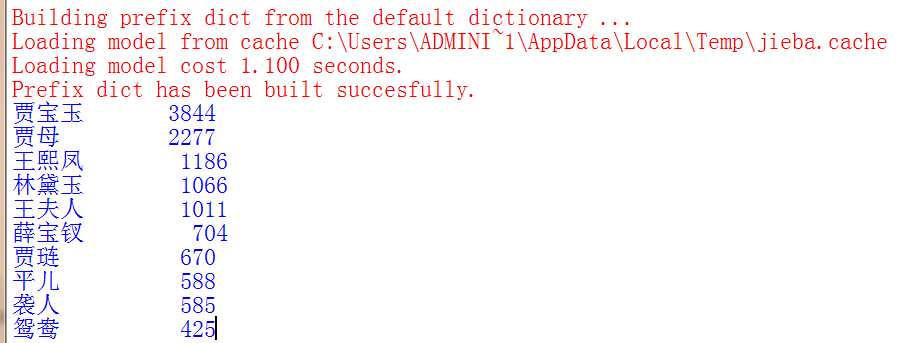 Building prefix dict from the default dictionary ...
Loading model from cache C:\Users\ADMINI~1\AppData\Local\Temp\jieba.cache
Loading model cost 1.100 seconds.
Prefix dict has been built succesfully.
贾宝玉 3844
贾母 2277
王熙凤 1186
林黛玉 1066
王夫人 1011
薛宝钗 704
贾琏 670
平儿 588
袭人 585
鸳鸯 425